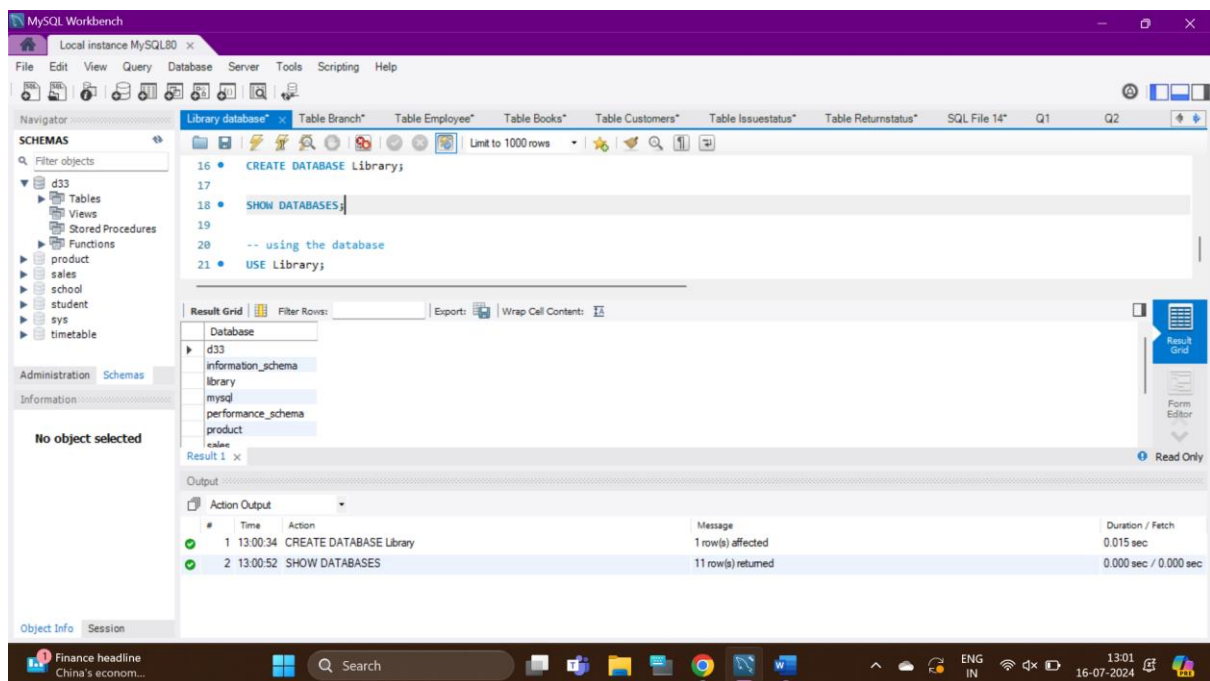 MySQL Workbench
Local instance MySQL80 ×
File Edit View Query Database Server Tools Scripting Help
Navigator
Library database* × Table Branch* Table Employee* Table Books* Table Customers* Table Issuestatus* Table Returnstatus* SQL File 14* Q1 Q2
SCHEMAS
Filter objects
d33
Tables
Views
Stored Procedures
Functions
product
sales
school
student
sys
timetable
Administration Schemas
Information
No object selected
Object Info Session
Limit to 1000 rows
16 CREATE DATABASE Library;
17
18 SHOW DATABASES;
19
20 -- using the database
21 USE Library;
Result Grid Filter Rows: Export: Wrap Cell Content:
Database
d33
information_schema
library
mysql
performance_schema
product
sales
Result Grid
Form Editor
Result 1 × Read Only
Output
Action Output
# Time Action Message Duration / Fetch
1 13:00:34 CREATE DATABASE Library 1 row(s) affected 0.015 sec
2 13:00:52 SHOW DATABASES 11 row(s) returned 0.000 sec / 0.000 sec
1 Finance headline
China's econom...
Search
ENG
IN
13:01
16-07-2024